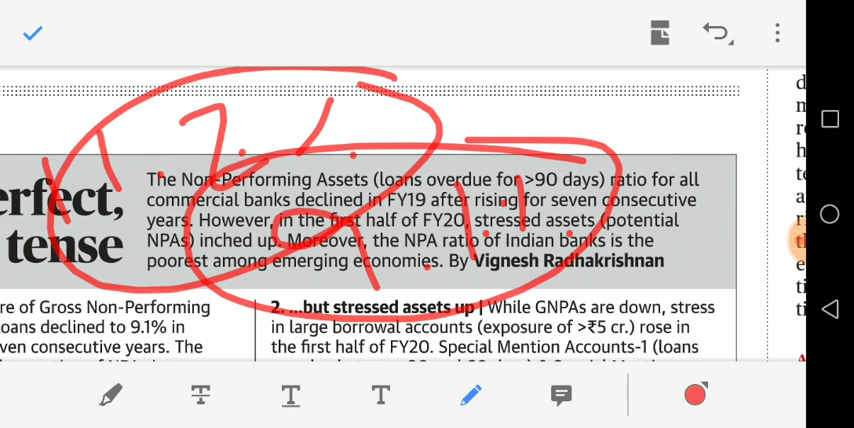 erfect,
tense
The Non-Performing Assets (loans overdue for >90 days) ratio for all
commercial banks declined in FY19 after rising for seven consecutive
years. However, in the first half of FY20, stressed assets (potential
NPAs) inched up. Moreover, the NPA ratio of Indian banks is the
poorest among emerging economies. By Vignesh Radhakrishnan
re of Gross Non-Performing
oans declined to 9.1% in
ven consecutive years. The
2. ...but stressed assets up | While GNPAs are down, stress
in large borrowal accounts (exposure of >₹5 cr.) rose in
the first half of FY20. Special Mention Accounts-1 (loans